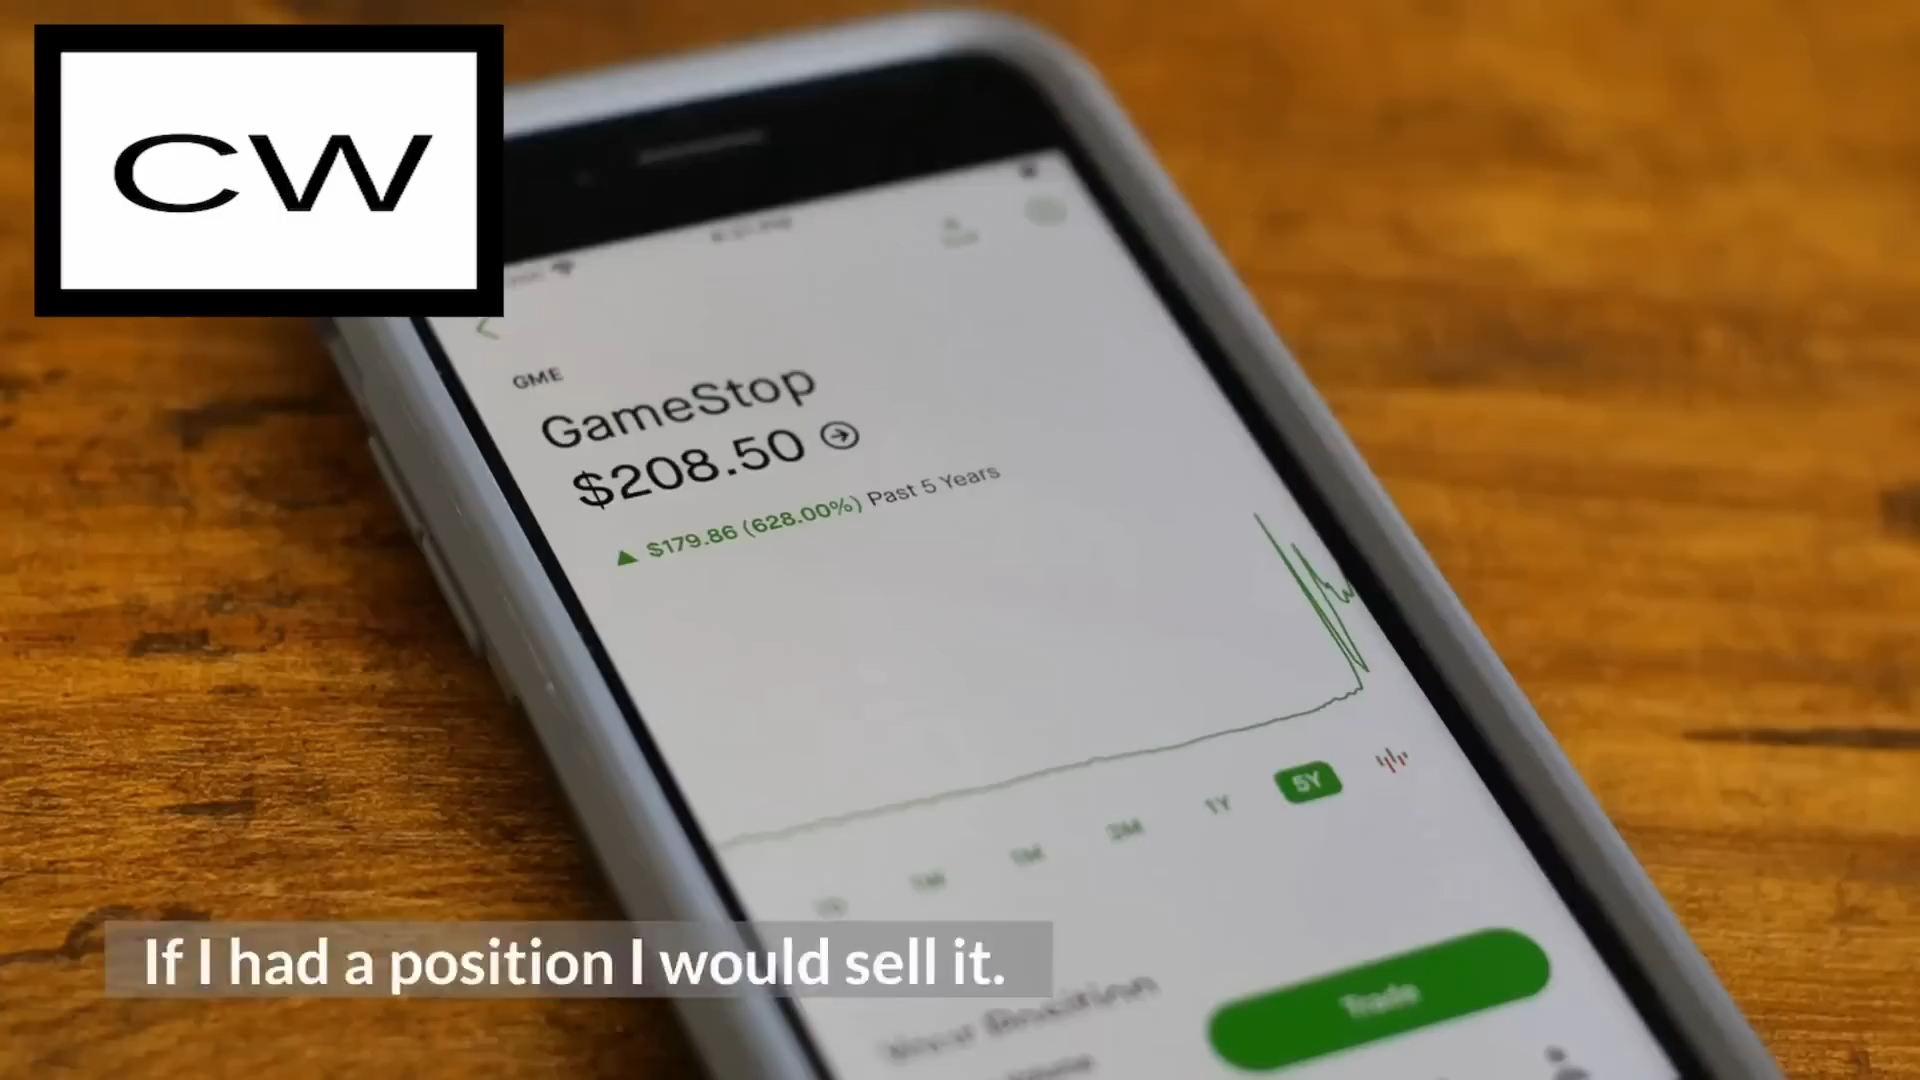 CW
GME
GameStop
$208.50
$179.86 (628.00%) Past 5 Years
1Y
5Y
Trade
If I had a position I would sell it.